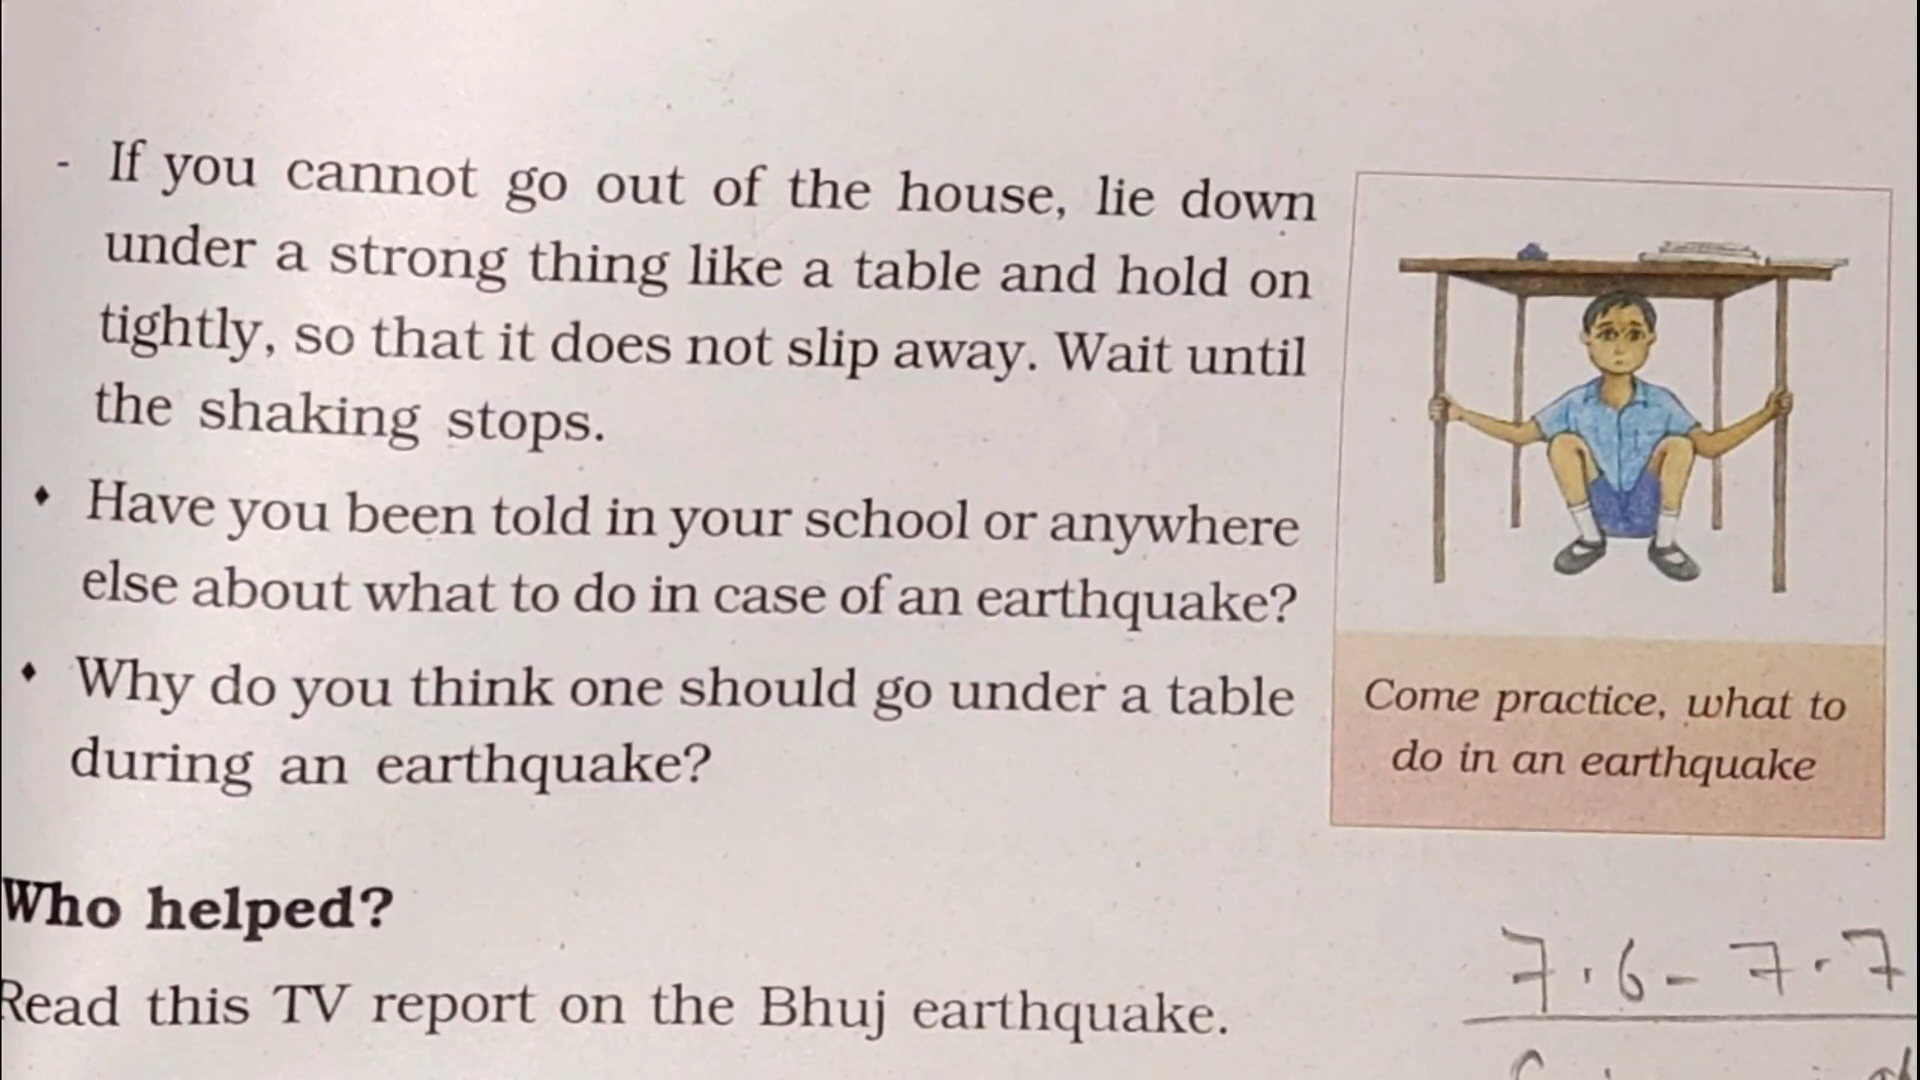 - If you cannot go out of the house, lie down
under a strong thing like a table and hold on
tightly, so that it does not slip away. Wait until
the shaking stops.
♦ Have you been told in your school or anywhere
else about what to do in case of an earthquake?
♦ Why do you think one should go under a table
during an earthquake?
Come practice, what to
do in an earthquake
Who helped?
Read this TV report on the Bhuj earthquake.
7.6 - 7.7